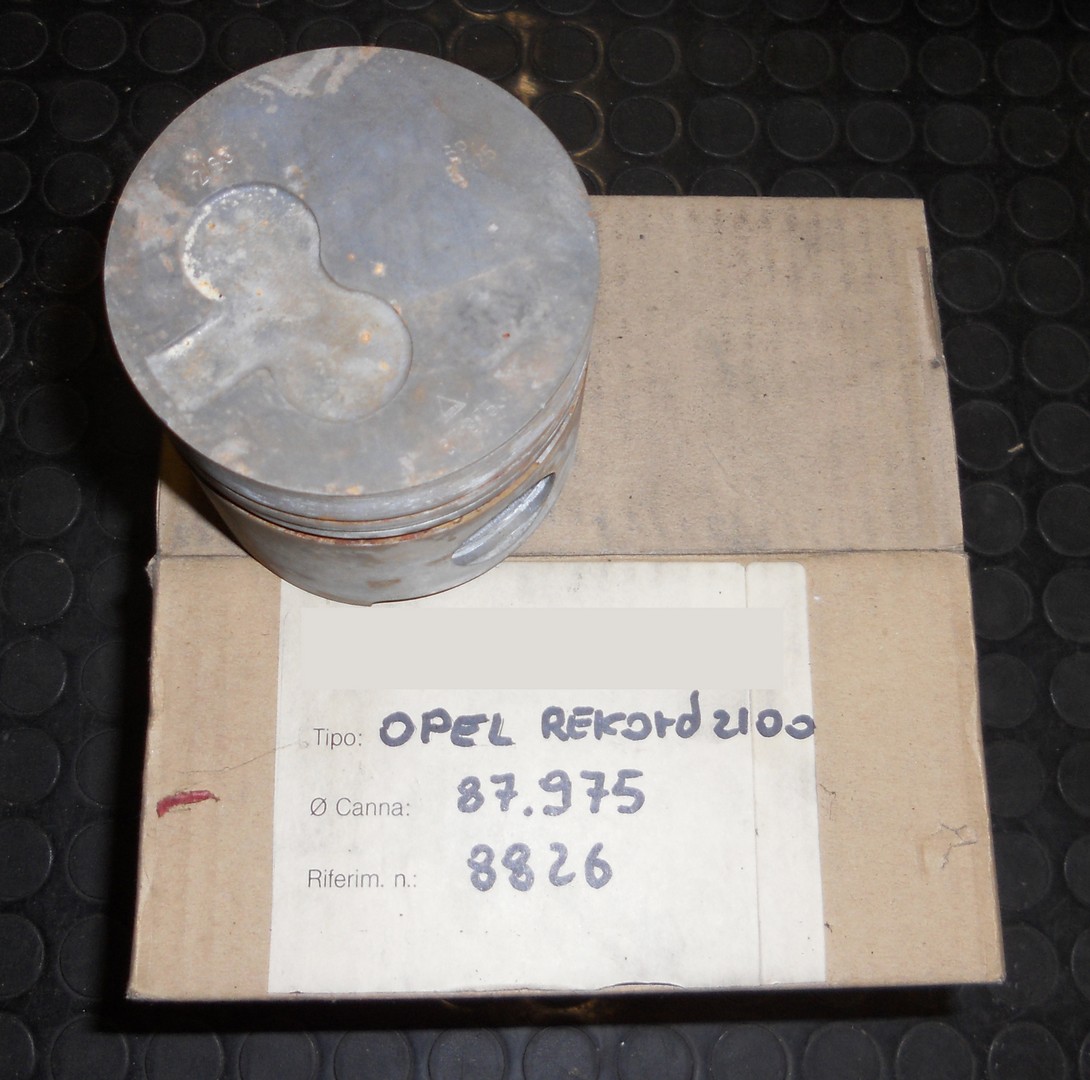 Tipo: OPEL REKord 2100
Ø Canna: 87.975
Riferim. n.: 8826